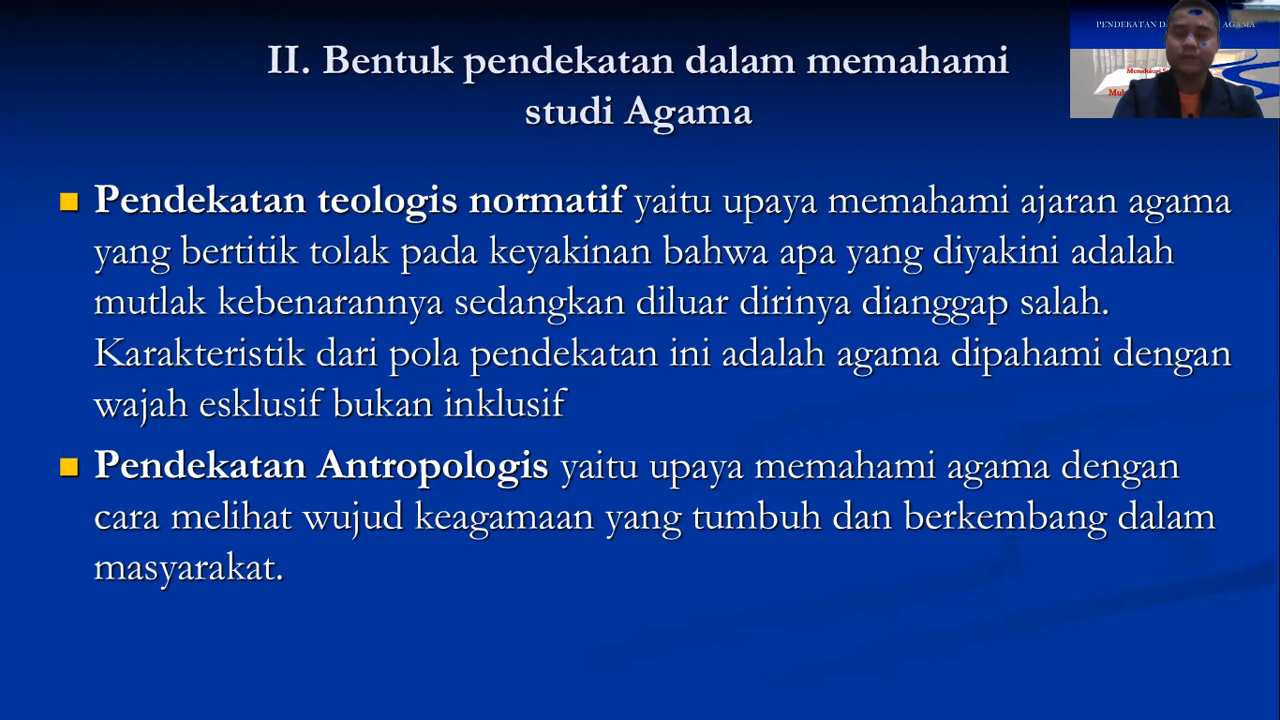 PENDEKATAN
AGAMA
II. Bentuk pendekatan dalam memahami
studi Agama
Pendekatan teologis normatif yaitu upaya memahami ajaran agama
yang bertitik tolak pada keyakinan bahwa apa yang diyakini adalah
mutlak kebenarannya sedangkan diluar dirinya dianggap salah.
Karakteristik dari pola pendekatan ini adalah agama dipahami dengan
wajah esklusif bukan inklusif
Pendekatan Antropologis yaitu upaya memahami agama dengan
cara melihat wujud keagamaan yang tumbuh dan berkembang dalam
masyarakat.